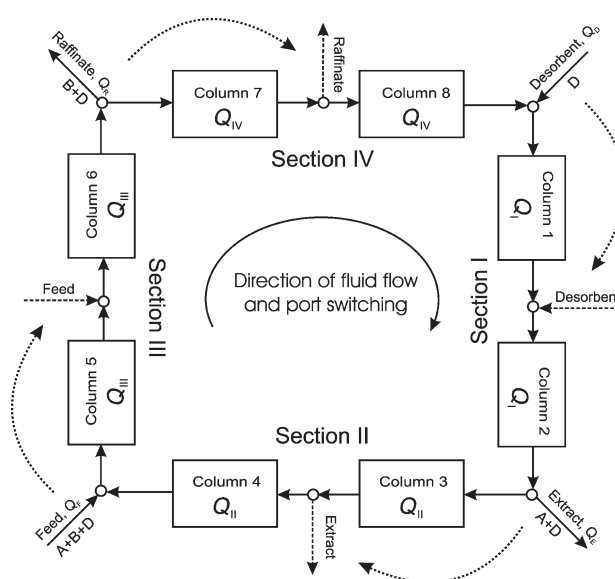 Raffinate, Q_R
B+D
Column 7
Q_IV
Raffinate
Column 8
Q_IV
Desorbent, Q_D
D
Section IV
Column 6
Q_III
Column 1
Q_I
Feed
Section III
Direction of fluid flow
and port switching
Section I
Desorben
Column 5
Q_III
Column 2
Q_I
Section II
Feed, Q_F
A+B+D
Column 4
Q_II
Extract
Column 3
Q_II
Extract, Q_E
A+D